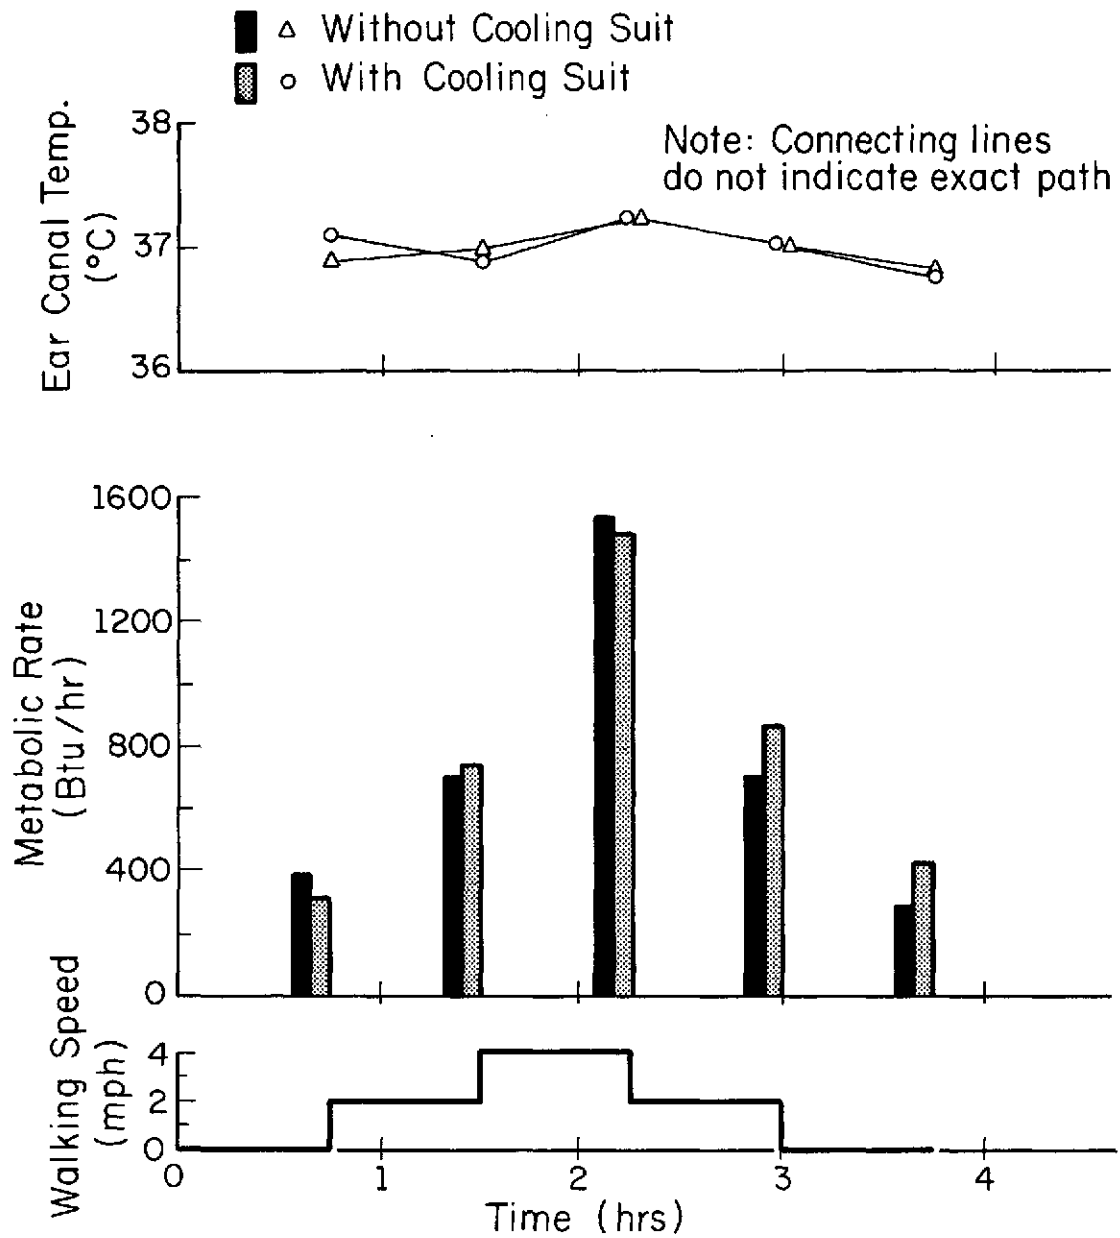 Without Cooling Suit
With Cooling Suit
Note: Connecting lines
do not indicate exact path
Ear Canal Temp.
(°C)
38
37
36
Metabolic Rate
(Btu/hr)
1600
1200
800
400
0
Walking Speed
(mph)
4
2
0
0 1 2 3 4
Time (hrs)